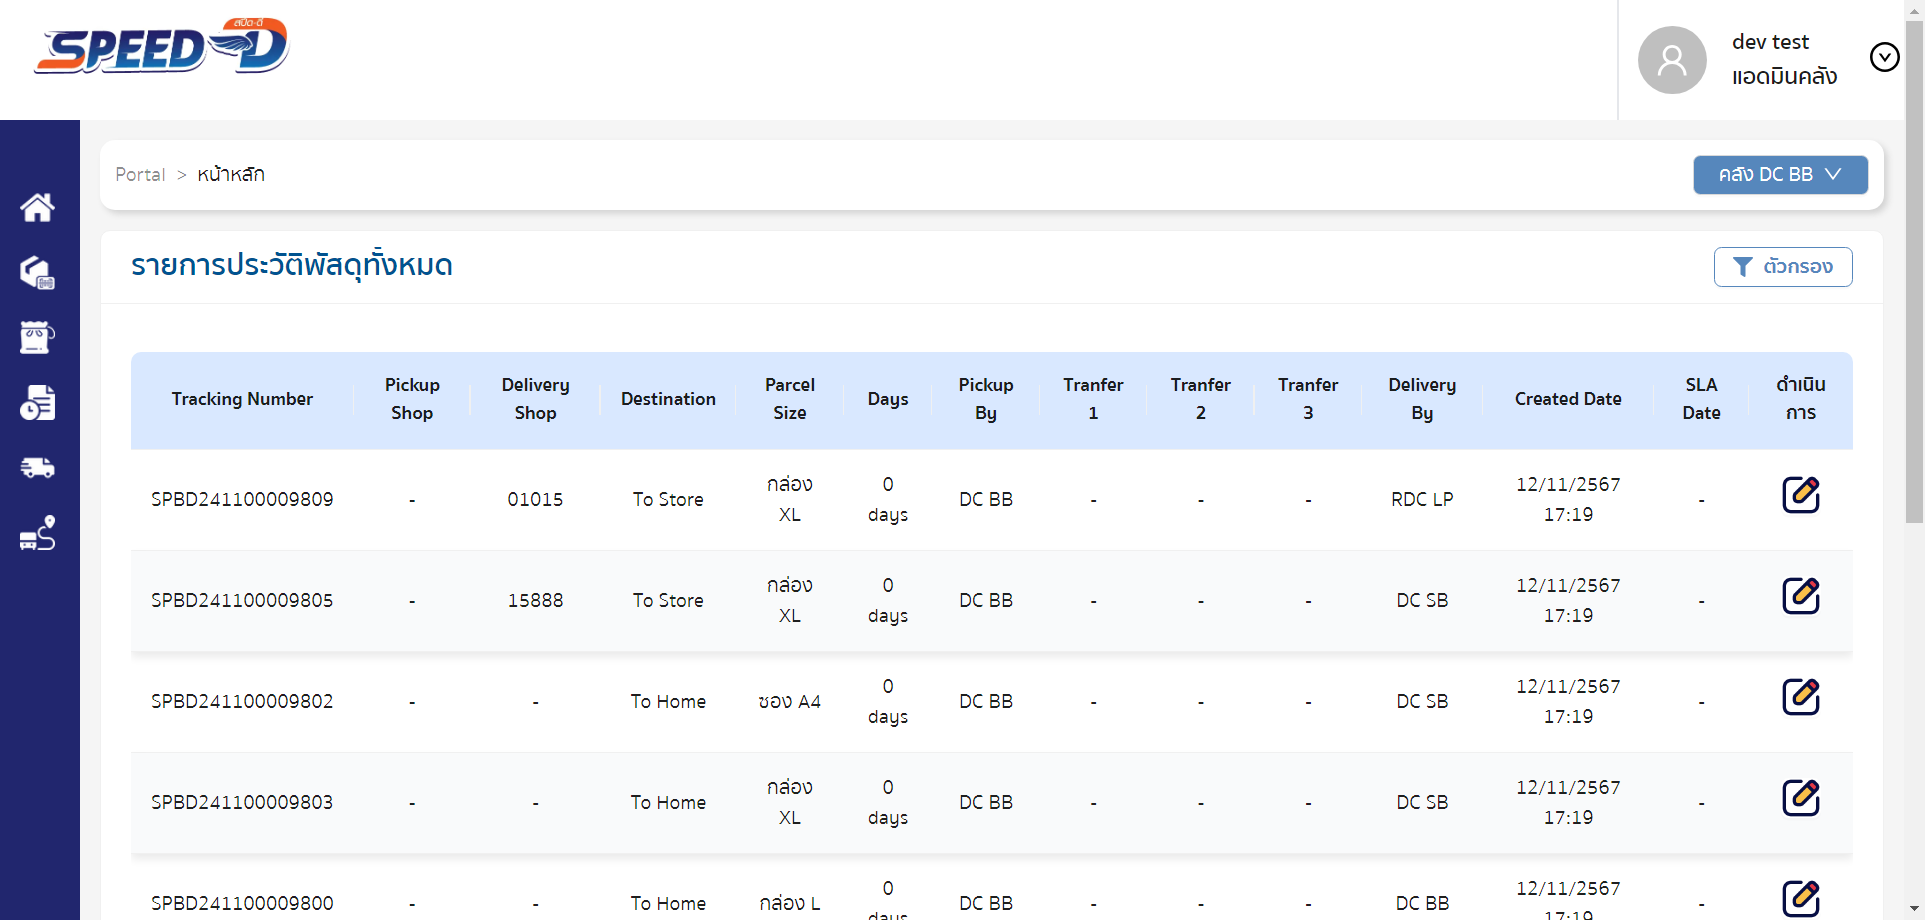 สปีด-ดี
SPEED-D
dev test
แอดมินคลัง
Portal > หน้าหลัก
คลัง DC BB
รายการประวัติพัสดุทั้งหมด
ตัวกรอง
Tracking Number
Pickup Shop
Delivery Shop
Destination
Parcel Size
Days
Pickup By
Tranfer 1
Tranfer 2
Tranfer 3
Delivery By
Created Date
SLA Date
ดำเนินการ
SPBD241100009809 - 01015 To Store กล่อง XL 0 days DC BB - - - RDC LP 12/11/2567 17:19 -
SPBD241100009805 - 15888 To Store กล่อง XL 0 days DC BB - - - DC SB 12/11/2567 17:19 -
SPBD241100009802 - - To Home ซอง A4 0 days DC BB - - - DC SB 12/11/2567 17:19 -
SPBD241100009803 - - To Home กล่อง XL 0 days DC BB - - - DC SB 12/11/2567 17:19 -
SPBD241100009800 - - To Home กล่อง L 0 days DC BB - - - DC BB 12/11/2567 17:19 -